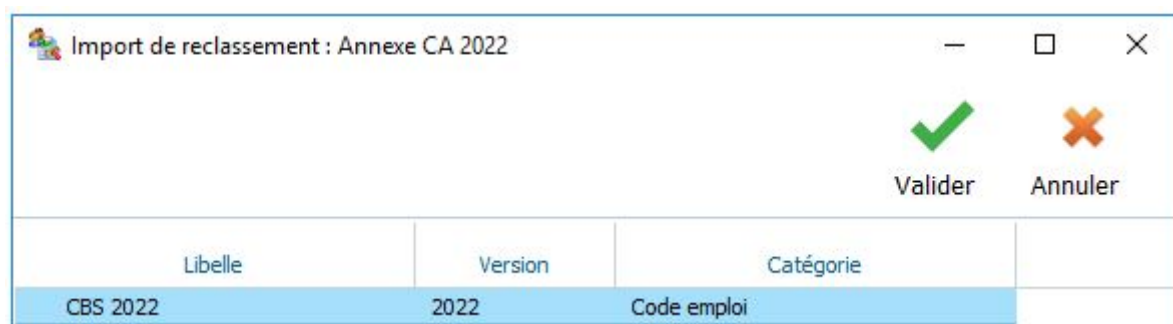 Import de reclassement : Annexe CA 2022
Valider Annuler
Libelle Version Catégorie
CBS 2022 2022 Code emploi